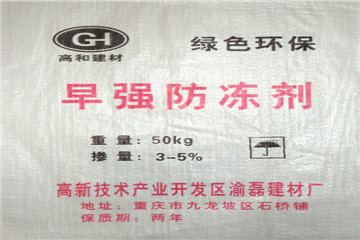 GH
绿色环保
高和建材
早强防冻剂
重量：50kg
掺量：3-5%
高新技术产业开发区渝磊建材厂
地址：重庆市九龙坡区石桥铺
保质期：两年